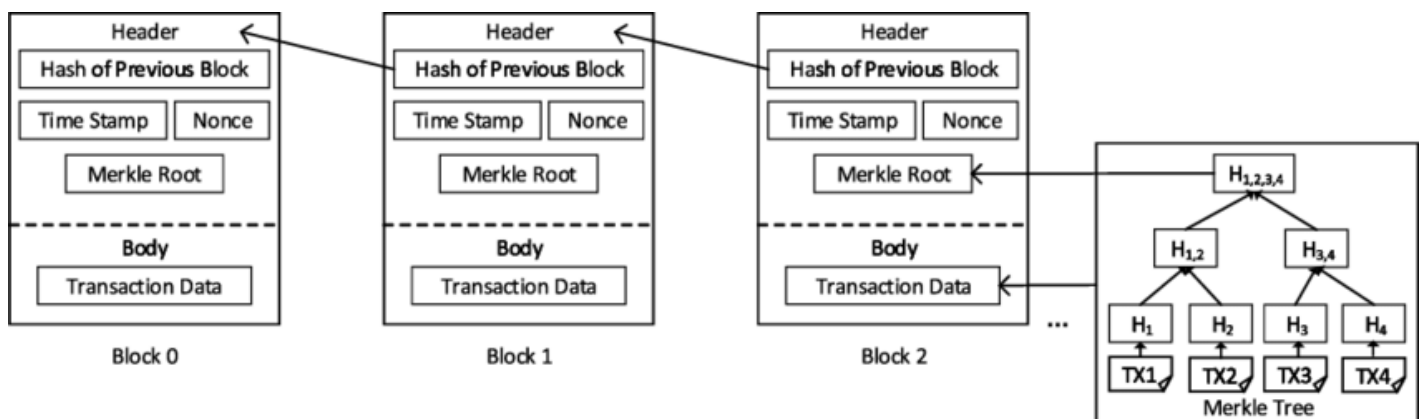 Header
Hash of Previous Block
Time Stamp
Nonce
Merkle Root
Body
Transaction Data
Block 0
Header
Hash of Previous Block
Time Stamp
Nonce
Merkle Root
Body
Transaction Data
Block 1
Header
Hash of Previous Block
Time Stamp
Nonce
Merkle Root
Body
Transaction Data
Block 2
...
H1,2,3,4
H1,2 H3,4
H1 H2 H3 H4
TX1 TX2 TX3 TX4
Merkle Tree